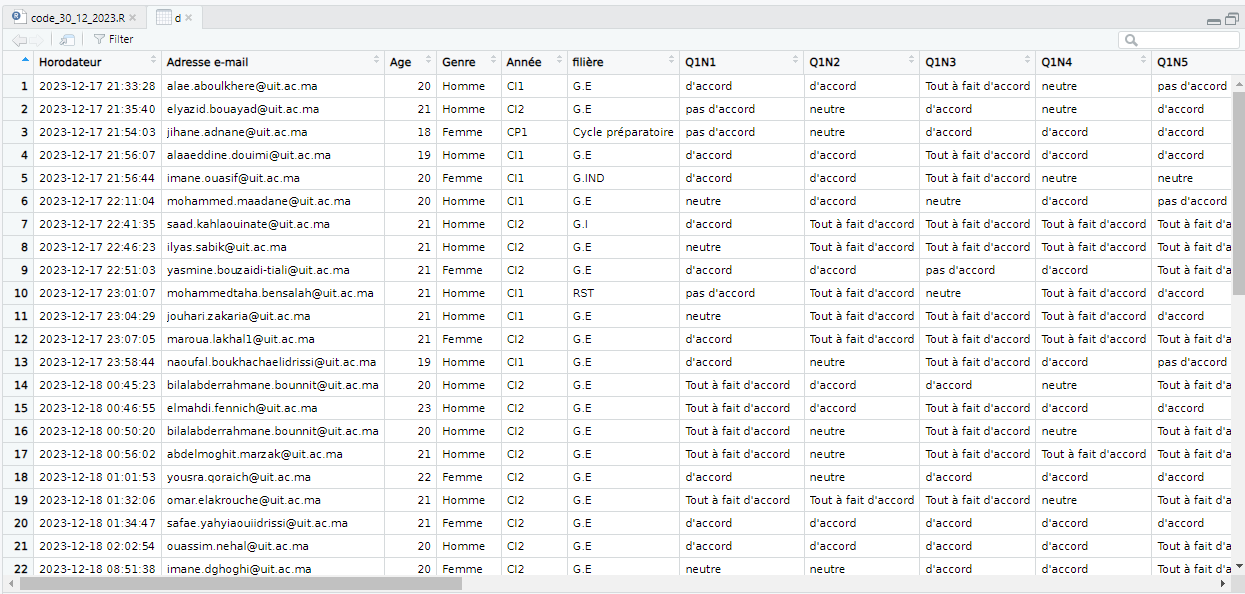 code_30_12_2023.R × d ×
Filter
Horodateur Adresse e-mail Age Genre Année filière Q1N1 Q1N2 Q1N3 Q1N4 Q1N5
1 2023-12-17 21:33:28 alae.aboulkhere@uit.ac.ma 20 Homme CI1 G.E d'accord d'accord Tout à fait d'accord neutre pas d'accord
2 2023-12-17 21:35:40 elyazid.bouayad@uit.ac.ma 21 Homme CI2 G.E pas d'accord neutre d'accord neutre d'accord
3 2023-12-17 21:54:03 jihane.adnane@uit.ac.ma 18 Femme CP1 Cycle préparatoire pas d'accord neutre d'accord d'accord d'accord
4 2023-12-17 21:56:07 alaaeddine.douimi@uit.ac.ma 19 Homme CI1 G.E d'accord d'accord Tout à fait d'accord d'accord d'accord
5 2023-12-17 21:56:44 imane.ouasif@uit.ac.ma 20 Femme CI1 G.IND d'accord d'accord Tout à fait d'accord neutre neutre
6 2023-12-17 22:11:04 mohammed.maadane@uit.ac.ma 20 Homme CI1 G.E neutre d'accord neutre d'accord pas d'accord
7 2023-12-17 22:41:35 saad.kahlaouinate@uit.ac.ma 21 Homme CI2 G.I d'accord Tout à fait d'accord Tout à fait d'accord Tout à fait d'accord Tout à fait d'a
8 2023-12-17 22:46:23 ilyas.sabik@uit.ac.ma 21 Homme CI2 G.E neutre Tout à fait d'accord Tout à fait d'accord Tout à fait d'accord Tout à fait d'a
9 2023-12-17 22:51:03 yasmine.bouzaidi-tiali@uit.ac.ma 21 Femme CI2 G.E d'accord d'accord pas d'accord d'accord Tout à fait d'a
10 2023-12-17 23:01:07 mohammedtaha.bensalah@uit.ac.ma 21 Homme CI1 RST pas d'accord Tout à fait d'accord neutre Tout à fait d'accord d'accord
11 2023-12-17 23:04:29 jouhari.zakaria@uit.ac.ma 21 Homme CI1 G.E neutre Tout à fait d'accord Tout à fait d'accord Tout à fait d'accord d'accord
12 2023-12-17 23:07:05 maroua.lakhal1@uit.ac.ma 21 Femme CI2 G.E d'accord Tout à fait d'accord Tout à fait d'accord Tout à fait d'accord Tout à fait d'a
13 2023-12-17 23:58:44 naoufal.boukhachaelidrissi@uit.ac.ma 19 Homme CI1 G.E d'accord neutre Tout à fait d'accord d'accord pas d'accord
14 2023-12-18 00:45:23 bilalabderrahmane.bounnit@uit.ac.ma 20 Homme CI2 G.E Tout à fait d'accord d'accord d'accord neutre Tout à fait d'a
15 2023-12-18 00:46:55 elmahdi.fennich@uit.ac.ma 23 Homme CI2 G.E Tout à fait d'accord d'accord Tout à fait d'accord d'accord Tout à fait d'a
16 2023-12-18 00:50:20 bilalabderrahmane.bounnit@uit.ac.ma 20 Homme CI2 G.E Tout à fait d'accord neutre Tout à fait d'accord neutre Tout à fait d'a
17 2023-12-18 00:56:02 abdelmoghit.marzak@uit.ac.ma 21 Homme CI2 G.E Tout à fait d'accord neutre Tout à fait d'accord Tout à fait d'accord Tout à fait d'a
18 2023-12-18 01:01:53 yousra.qoraich@uit.ac.ma 22 Femme CI2 G.E d'accord neutre d'accord d'accord Tout à fait d'a
19 2023-12-18 01:32:06 omar.elakrouche@uit.ac.ma 21 Homme CI2 G.E Tout à fait d'accord Tout à fait d'accord Tout à fait d'accord neutre Tout à fait d'a
20 2023-12-18 01:34:47 safae.yahyiaouiidrissi@uit.ac.ma 21 Femme CI2 G.E d'accord d'accord d'accord d'accord d'accord
21 2023-12-18 02:02:54 ouassim.nehal@uit.ac.ma 20 Homme CI2 G.E d'accord d'accord d'accord d'accord Tout à fait d'a
22 2023-12-18 08:51:38 imane.dghoghi@uit.ac.ma 20 Femme CI2 G.E neutre neutre d'accord d'accord Tout à fait d'a